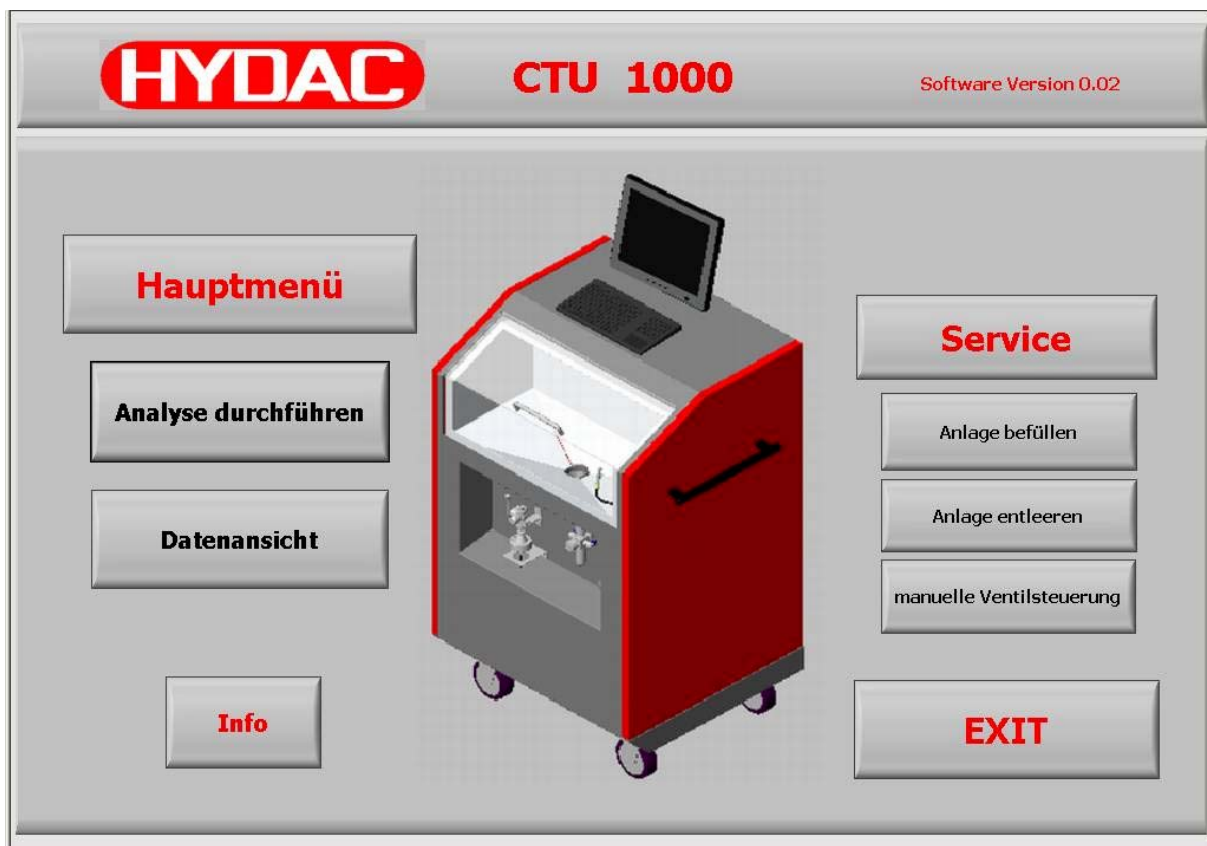 HYDAC
CTU 1000
Software Version 0.02
Hauptmenü
Analyse durchführen
Datenansicht
Info
Service
Anlage befüllen
Anlage entleeren
manuelle Ventilsteuerung
EXIT